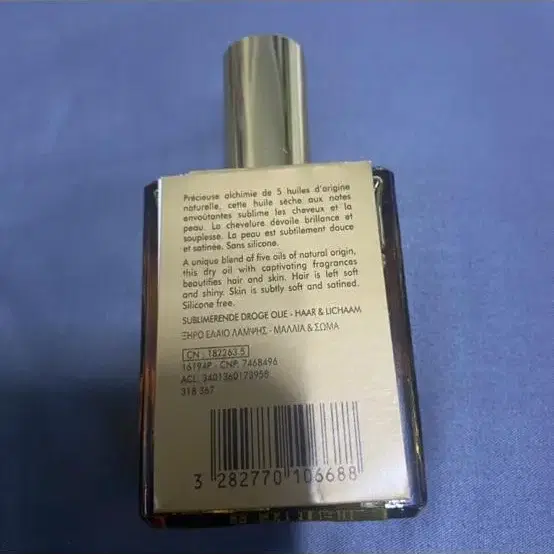 Précieuse alchimie de 5 huiles d'origine
naturelle, cette huile sèche aux notes
envoûtantes sublime les cheveux et la
peau. La chevelure dévoile brillance et
souplesse. La peau est subtilement douce
et satinée. Sans silicone.
A unique blend of five oils of natural origin,
this dry oil with captivating fragrances
beautifies hair and skin. Hair is left soft
and shiny. Skin is subtly soft and satined.
Silicone free.
SUBLIMERENDE DROGE OLIE - HAAR & LICHAAM
ΞΗΡΟ ΕΛΑΙΟ ΛΑΜΨΗΣ - ΜΑΛΛΙΑ & ΣΩΜΑ
CN : 182263.5
16194P - CNP. 7468496
ACL. 3401360173958
318 367
3 282770 106688